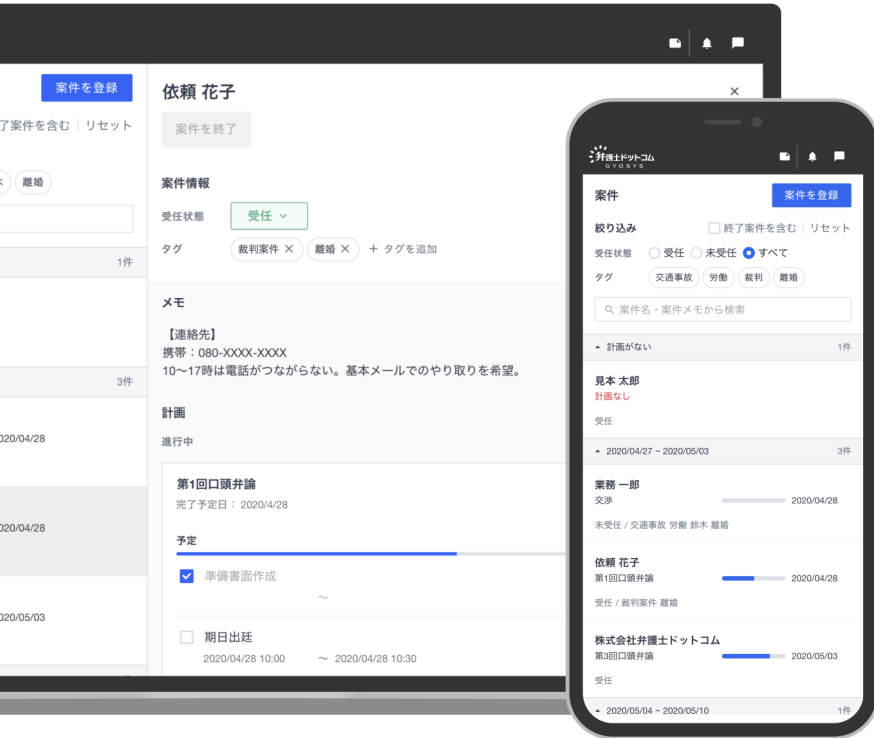 案件を登録
了案件を含む
リセット
離婚
1件
3件
020/04/28
020/04/28
020/05/03
依頼 花子
×
案件を終了
案件情報
受任状態
受任
タグ
裁判案件 ×
離婚 ×
+ タグを追加
メモ
【連絡先】
携帯：080-XXXX-XXXX
10〜17時は電話がつながらない。基本メールでのやり取りを希望。
計画
進行中
第1回口頭弁論
完了予定日： 2020/4/28
予定
準備書面作成
〜
期日出廷
2020/04/28 10:00 〜 2020/04/28 10:30
弁護士ドットコム
GYOSYS
案件
案件を登録
絞り込み
終了案件を含む
リセット
受任状態
受任
未受任
すべて
タグ
交通事故
労働
裁判
離婚
案件名・案件メモから検索
計画がない
1件
見本 太郎
計画なし
受任
2020/04/27 ~ 2020/05/03
3件
業務 一郎
交渉
2020/04/28
未受任 / 交通事故 労働 鈴木 離婚
依頼 花子
第1回口頭弁論
2020/04/28
受任 / 裁判案件 離婚
株式会社弁護士ドットコム
第3回口頭弁論
2020/05/03
受任
2020/05/04 ~ 2020/05/10
1件